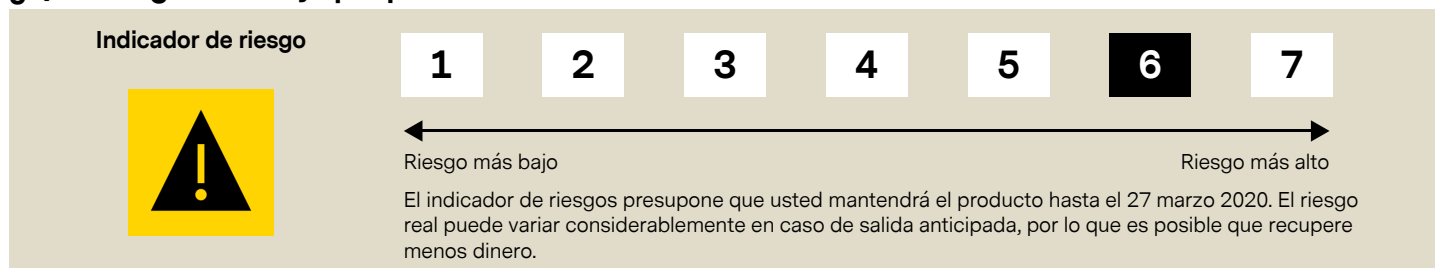 Indicador de riesgo
1 2 3 4 5 6 7
Riesgo más bajo
Riesgo más alto
El indicador de riesgos presupone que usted mantendrá el producto hasta el 27 marzo 2020. El riesgo
real puede variar considerablemente en caso de salida anticipada, por lo que es posible que recupere
menos dinero.